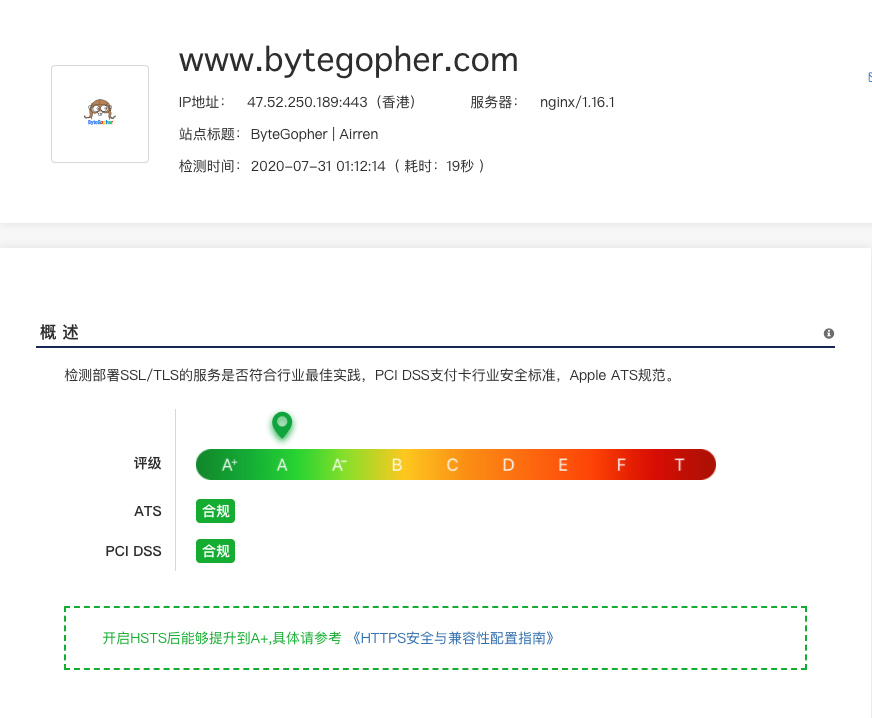 www.bytegopher.com
ByteGopher
IP地址： 47.52.250.189:443（香港） 服务器： nginx/1.16.1
站点标题： ByteGopher | Airren
检测时间： 2020-07-31 01:12:14（ 耗时：19秒 ）
概 述
检测部署SSL/TLS的服务是否符合行业最佳实践，PCI DSS支付卡行业安全标准，Apple ATS规范。
评级 A+ A A- B C D E F T
ATS 合规
PCI DSS 合规
开启HSTS后能够提升到A+,具体请参考 《HTTPS安全与兼容性配置指南》